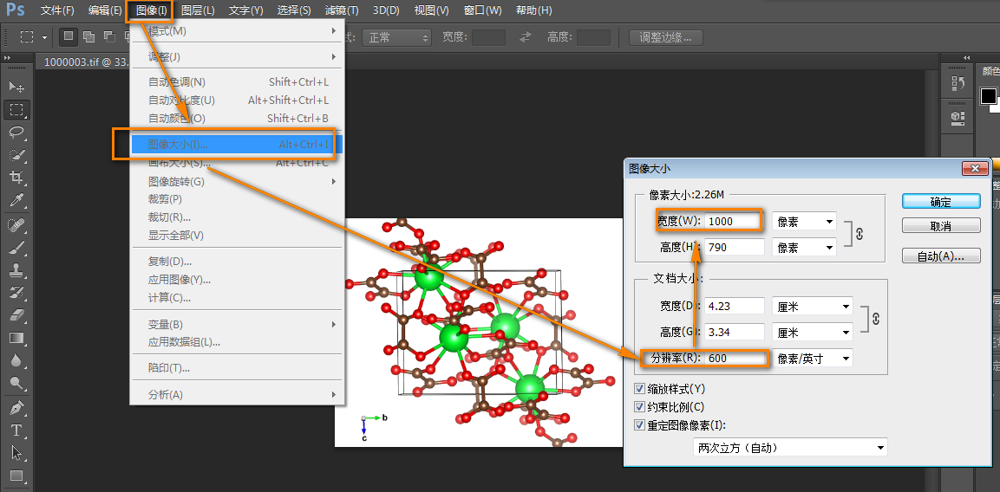 Ps 文件(F) 编辑(E) 图像(I) 图层(L) 文字(Y) 选择(S) 滤镜(T) 3D(D) 视图(V) 窗口(W) 帮助(H)
式: 正常 宽度: 高度: 调整边缘...
1000003.tif @ 33.
模式(M)
调整(J)
自动色调(N) Shift+Ctrl+L
自动对比度(U) Alt+Shift+Ctrl+L
自动颜色(O) Shift+Ctrl+B
图像大小(I)... Alt+Ctrl+I
画布大小(S)... Alt+Ctrl+C
图像旋转(G)
裁剪(P)
裁切(R)...
显示全部(V)
复制(D)...
应用图像(Y)...
计算(C)...
变量(B)
应用数据组(L)...
陷印(T)...
分析(A)
b
c
颜色
图像大小
像素大小:2.26M
宽度(W): 1000 像素
高度(H): 790 像素
文档大小:
宽度(D): 4.23 厘米
高度(G): 3.34 厘米
分辨率(R): 600 像素/英寸
缩放样式(Y)
约束比例(C)
重定图像像素(I):
两次立方（自动）
确定
取消
自动(A)...